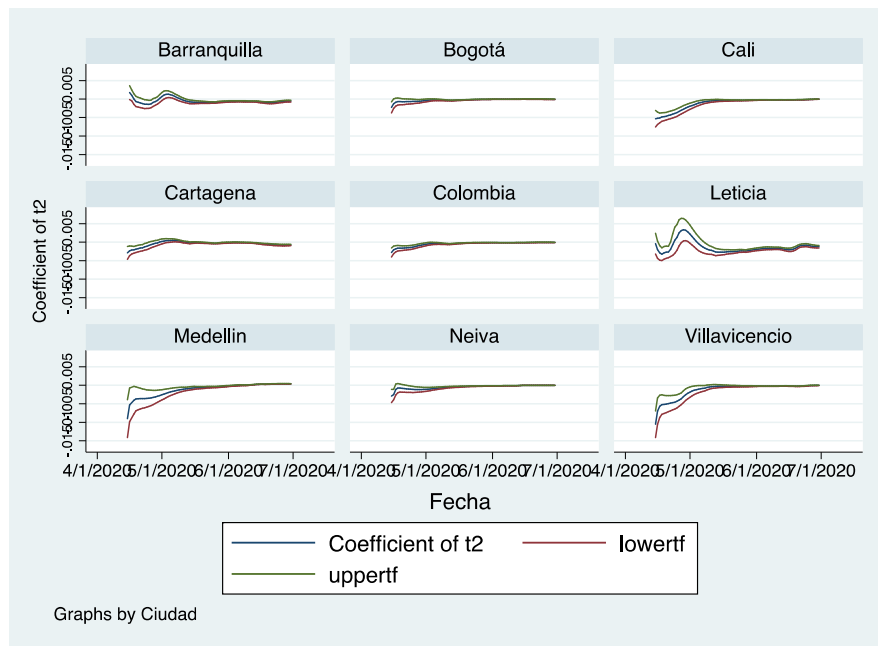 Barranquilla Bogotá Cali
Cartagena Colombia Leticia
Medellin Neiva Villavicencio
Coefficient of t2
4/1/2020 5/1/2020 6/1/2020 7/1/2020 4/1/2020 5/1/2020 6/1/2020 7/1/2020 4/1/2020 5/1/2020 6/1/2020 7/1/2020
Fecha
Coefficient of t2 lowertf
uppertf
Graphs by Ciudad